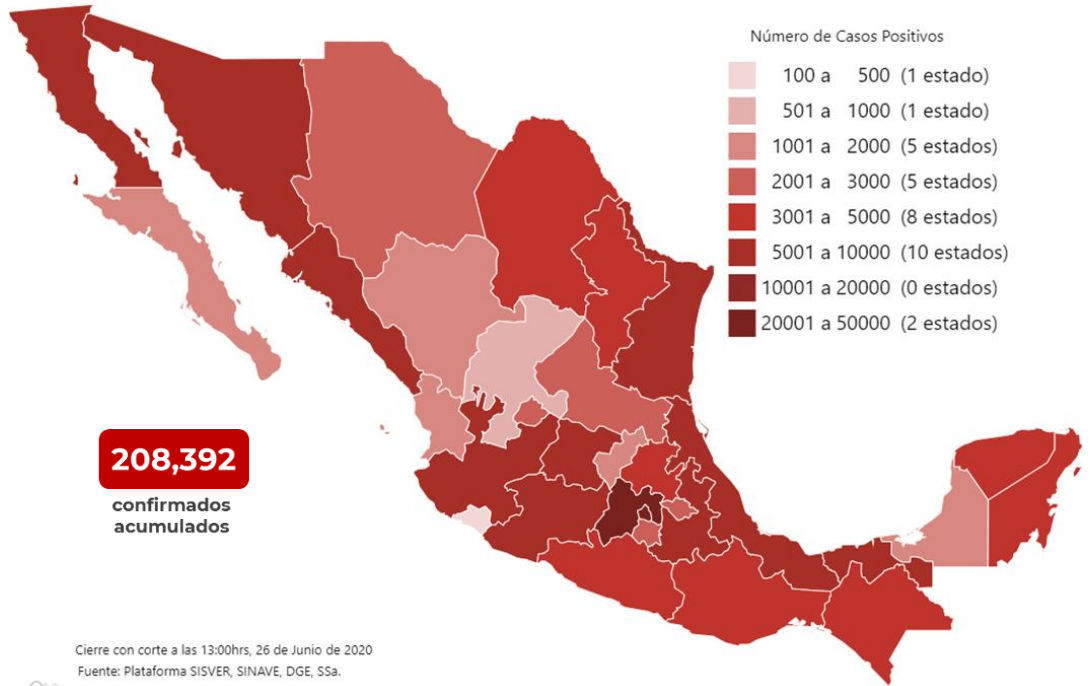 Número de Casos Positivos
100 a 500 (1 estado)
501 a 1000 (1 estado)
1001 a 2000 (5 estados)
2001 a 3000 (5 estados)
3001 a 5000 (8 estados)
5001 a 10000 (10 estados)
10001 a 20000 (0 estados)
20001 a 50000 (2 estados)
208,392
confirmados
acumulados
Cierre con corte a las 13:00hrs, 26 de Junio de 2020
Fuente: Plataforma SISVER, SINAVE, DGE, SSa.